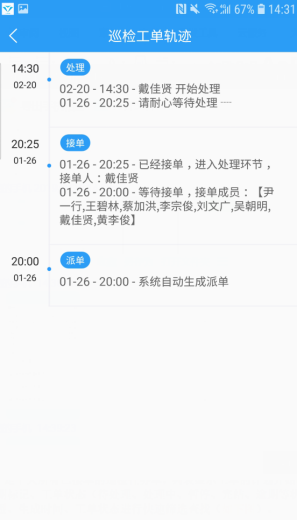 67% 14:31
巡检工单轨迹
14:30 处理
02-20 02-20 - 14:30 - 戴佳贤 开始处理
01-26 - 20:25 - 请耐心等待处理 ····
20:25 接单
01-26 01-26 - 20:25 - 已经接单，进入处理环节，
接单人：戴佳贤
01-26 - 20:00 - 等待接单，接单成员：【尹
一行,王碧林,蔡加洪,李宗俊,刘文广,吴朝明,
戴佳贤,黄李俊】
20:00 派单
01-26 01-26 - 20:00 - 系统自动生成派单